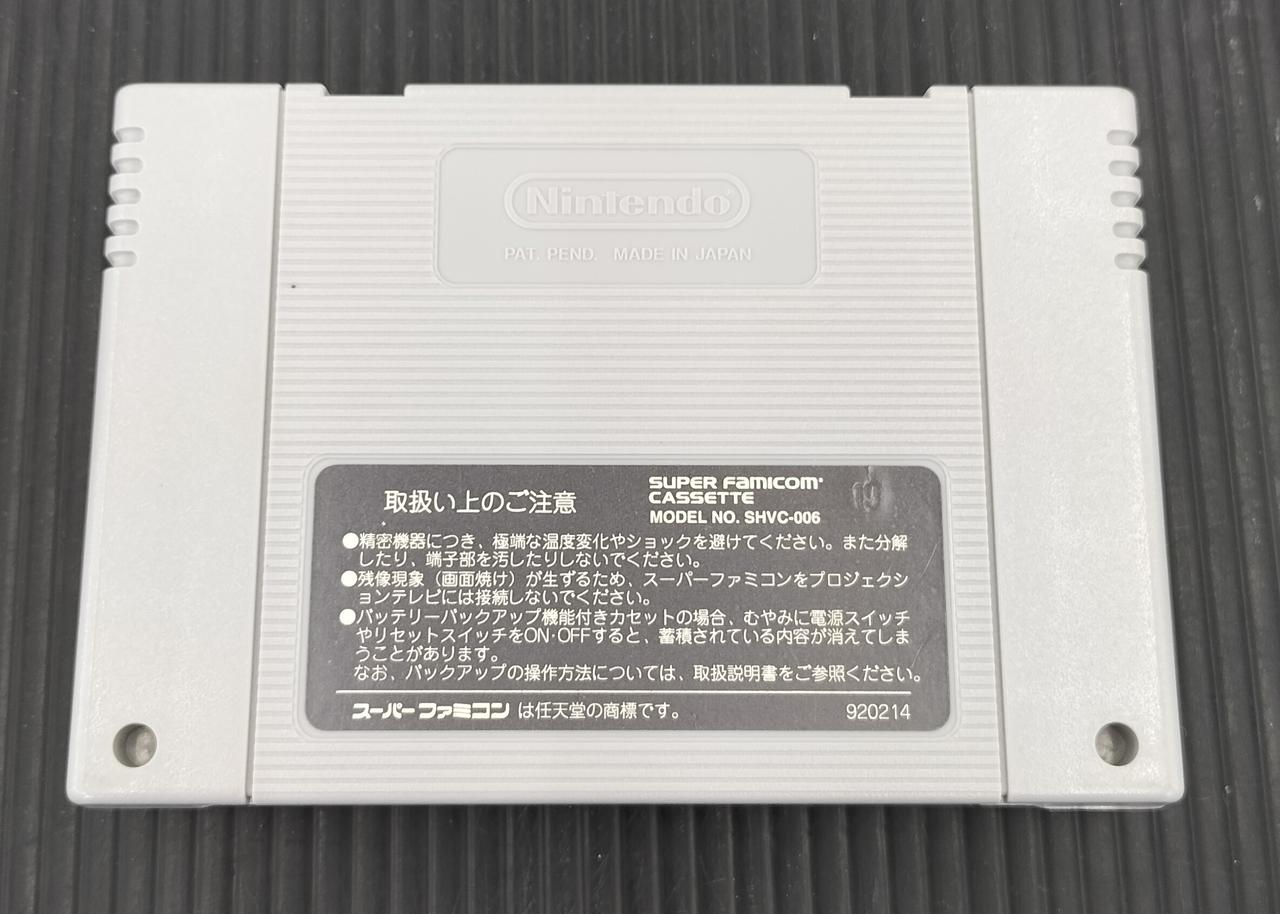 Nintendo
PAT. PEND. MADE IN JAPAN
取扱い上のご注意
SUPER FAMICOM
CASSETTE
MODEL NO. SHVC-006
●精密機器につき、極端な温度変化やショックを避けてください。また分解
したり、端子部を汚したりしないでください。
●残像現象（画面焼け）が生ずるため、スーパーファミコンをプロジェクシ
ョンテレビには接続しないでください。
●バッテリーバックアップ機能付きカセットの場合、むやみに電源スイッチ
やリセットスイッチをON·OFFすると、蓄積されている内容が消えてしま
うことがあります。
なお、バックアップの操作方法については、取扱説明書をご参照ください。
スーパーファミコン は任天堂の商標です。
920214